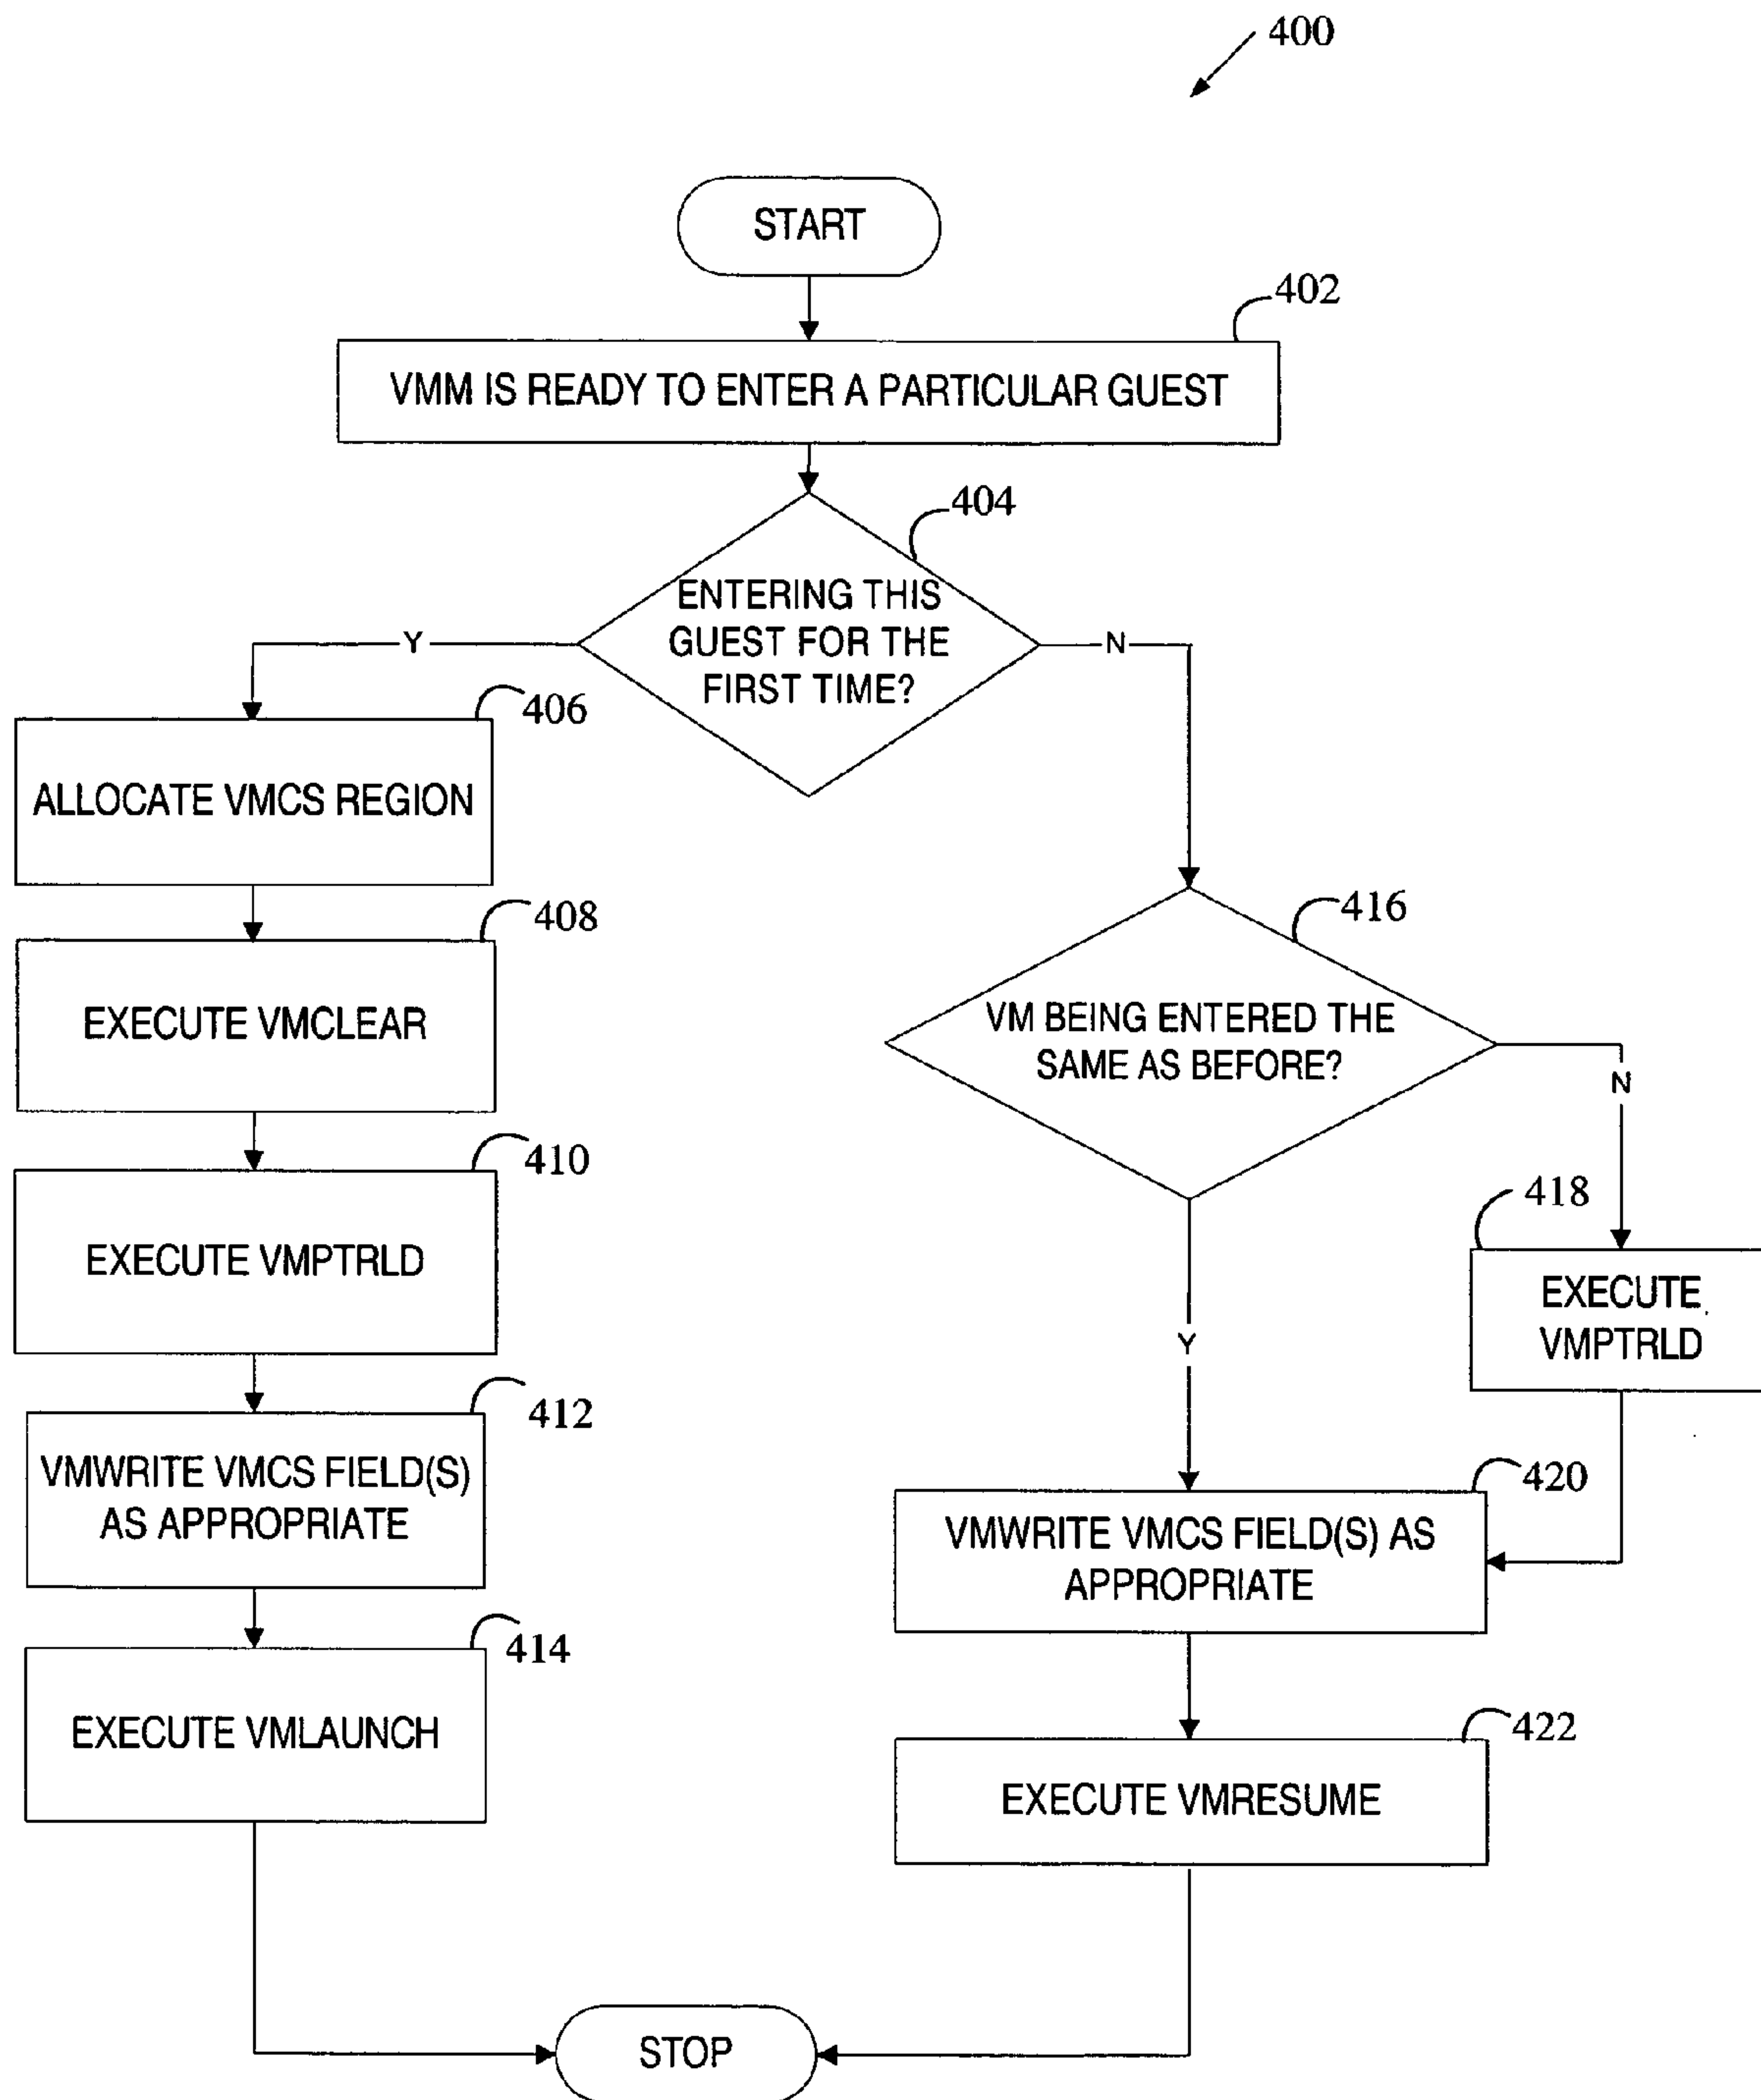 400
START
402
VMM IS READY TO ENTER A PARTICULAR GUEST
404
ENTERING THIS
GUEST FOR THE
FIRST TIME?
Y
N
406
ALLOCATE VMCS REGION
408
EXECUTE VMCLEAR
410
EXECUTE VMPTRLD
412
VMWRITE VMCS FIELD(S)
AS APPROPRIATE
414
EXECUTE VMLAUNCH
416
VM BEING ENTERED THE
SAME AS BEFORE?
N
Y
418
EXECUTE
VMPTRLD
420
VMWRITE VMCS FIELD(S) AS
APPROPRIATE
422
EXECUTE VMRESUME
STOP